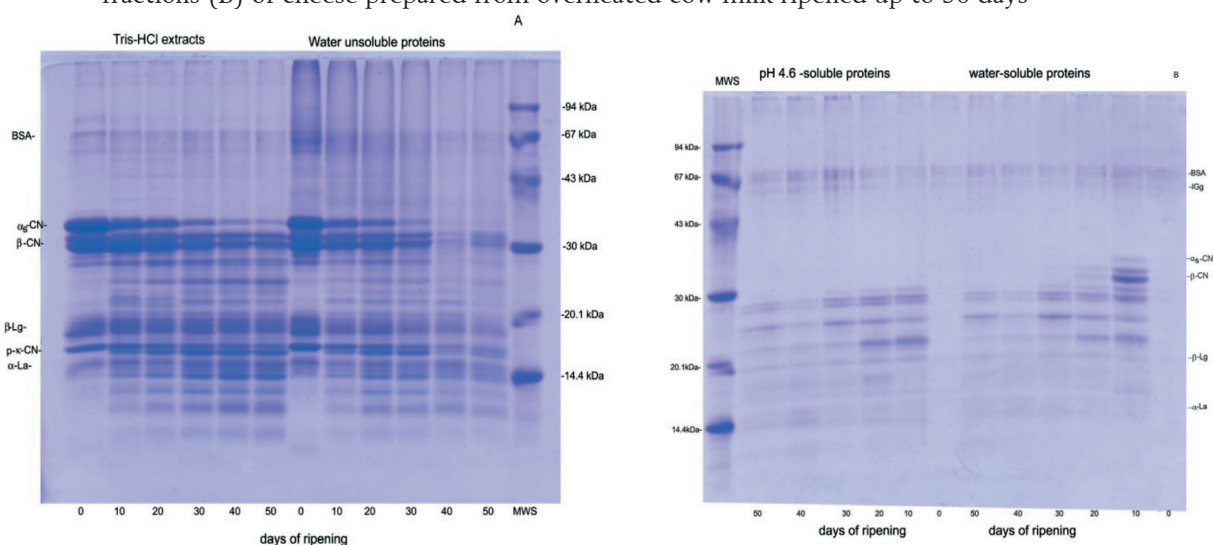 fractions (B) of cheese prepared from overheated cow milk ripened up to 50 days
A
Tris-HCl extracts Water unsoluble proteins
-94 kDa
BSA-
-67 kDa
-43 kDa
αs-CN-
β-CN-
-30 kDa
-20.1 kDa
β-Lg-
p-κ-CN-
α-La-
-14.4 kDa
0 10 20 30 40 50 0 10 20 30 40 50 MWS
days of ripening
MWS pH 4.6 -soluble proteins water-soluble proteins B
94 kDa-
-BSA
67 kDa-
-IGg
43 kDa-
-αs-CN
-β-CN
30 kDa-
-β-Lg
20.1kDa-
-α-La
14.4kDa-
50 40 30 20 10 0 50 40 30 20 10 0
days of ripening days of ripening